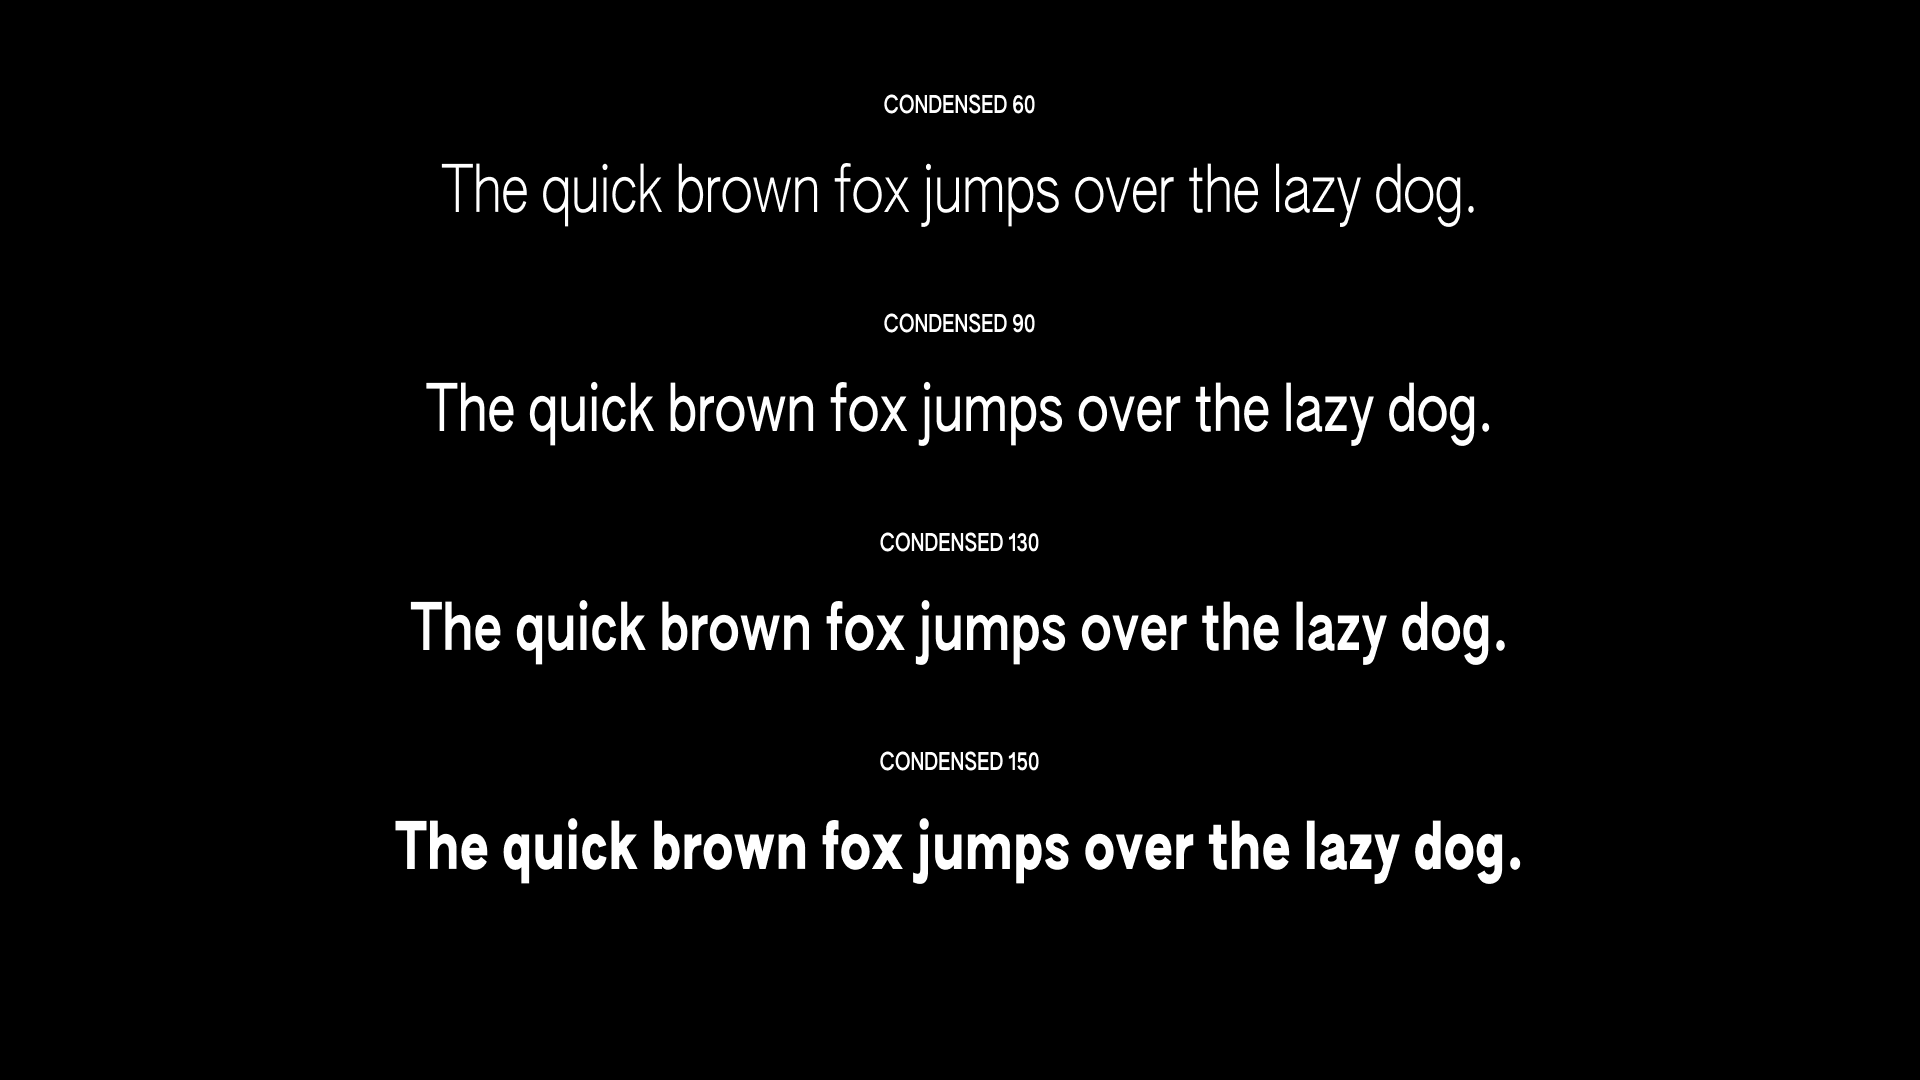 CONDENSED 60
The quick brown fox jumps over the lazy dog.
CONDENSED 90
The quick brown fox jumps over the lazy dog.
CONDENSED 130
The quick brown fox jumps over the lazy dog.
CONDENSED 150
The quick brown fox jumps over the lazy dog.